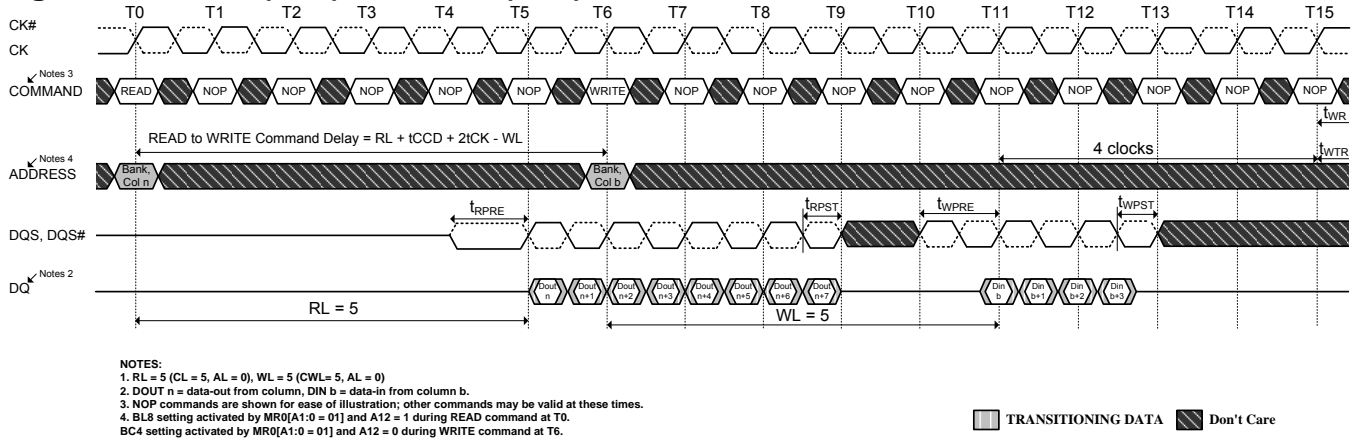 T0 T1 T2 T3 T4 T5 T6 T7 T8 T9 T10 T11 T12 T13 T14 T15
CK#
CK
Notes 3
COMMAND READ NOP NOP NOP NOP NOP WRITE NOP NOP NOP NOP NOP NOP NOP NOP NOP
tWR
READ to WRITE Command Delay = RL + tCCD + 2tCK - WL
4 clocks
tWTR
Notes 4
ADDRESS
Bank, Col n
Bank, Col b
tRPRE tRPST tWPRE tWPST
DQS, DQS#
Notes 2
DQ
Dout n
Dout n+1
Dout n+2
Dout n+3
Dout n+4
Dout n+5
Dout n+6
Dout n+7
Din b
Din b+1
Din b+2
Din b+3
RL = 5
WL = 5
NOTES:
1. RL = 5 (CL = 5, AL = 0), WL = 5 (CWL= 5, AL = 0)
2. DOUT n = data-out from column, DIN b = data-in from column b.
3. NOP commands are shown for ease of illustration; other commands may be valid at these times.
4. BL8 setting activated by MR0[A1:0 = 01] and A12 = 1 during READ command at T0.
BC4 setting activated by MR0[A1:0 = 01] and A12 = 0 during WRITE command at T6.
TRANSITIONING DATA
Don't Care